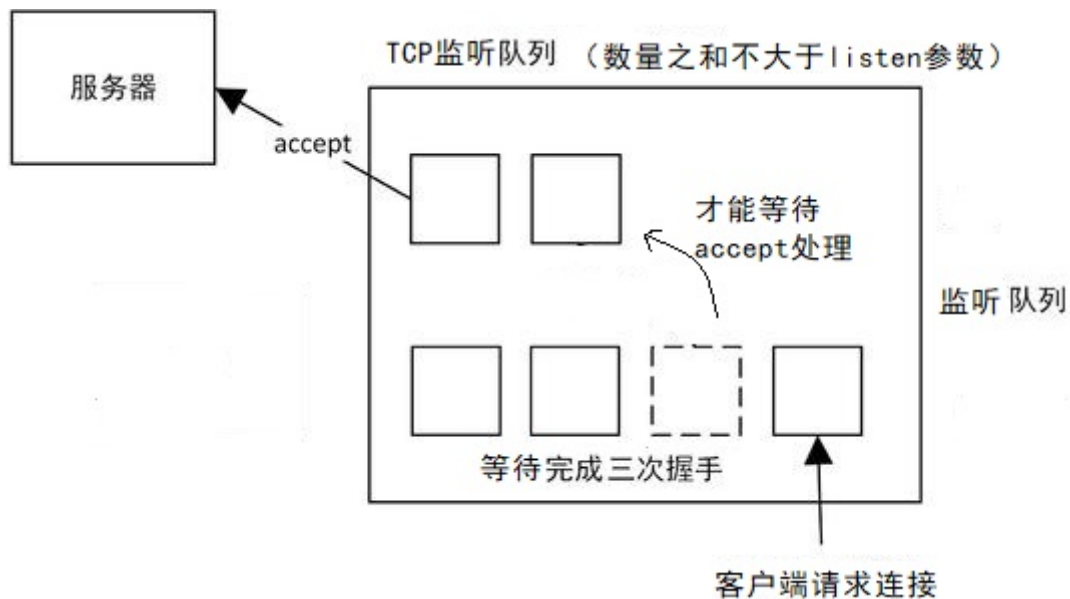 TCP监听队列 （数量之和不大于listen参数）
服务器
accept
才能等待
accept处理
监听队列
等待完成三次握手
客户端请求连接